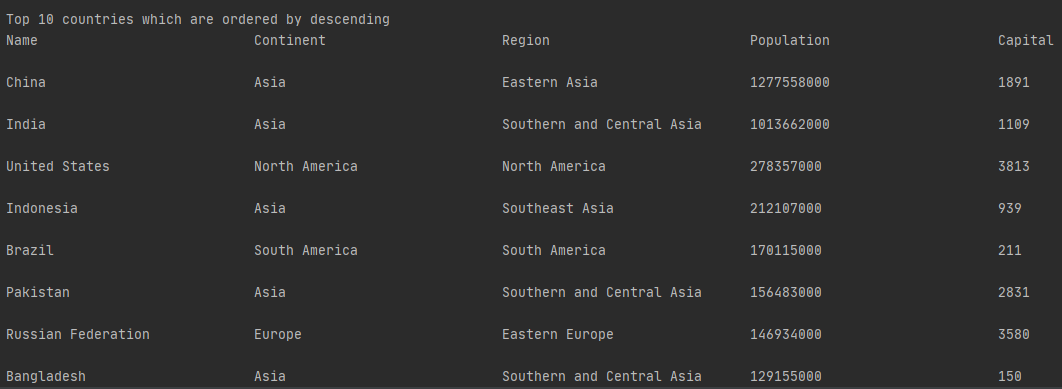 Top 10 countries which are ordered by descending
Name Continent Region Population Capital
China Asia Eastern Asia 1277558000 1891
India Asia Southern and Central Asia 1013662000 1109
United States North America North America 278357000 3813
Indonesia Asia Southeast Asia 212107000 939
Brazil South America South America 170115000 211
Pakistan Asia Southern and Central Asia 156483000 2831
Russian Federation Europe Eastern Europe 146934000 3580
Bangladesh Asia Southern and Central Asia 129155000 150